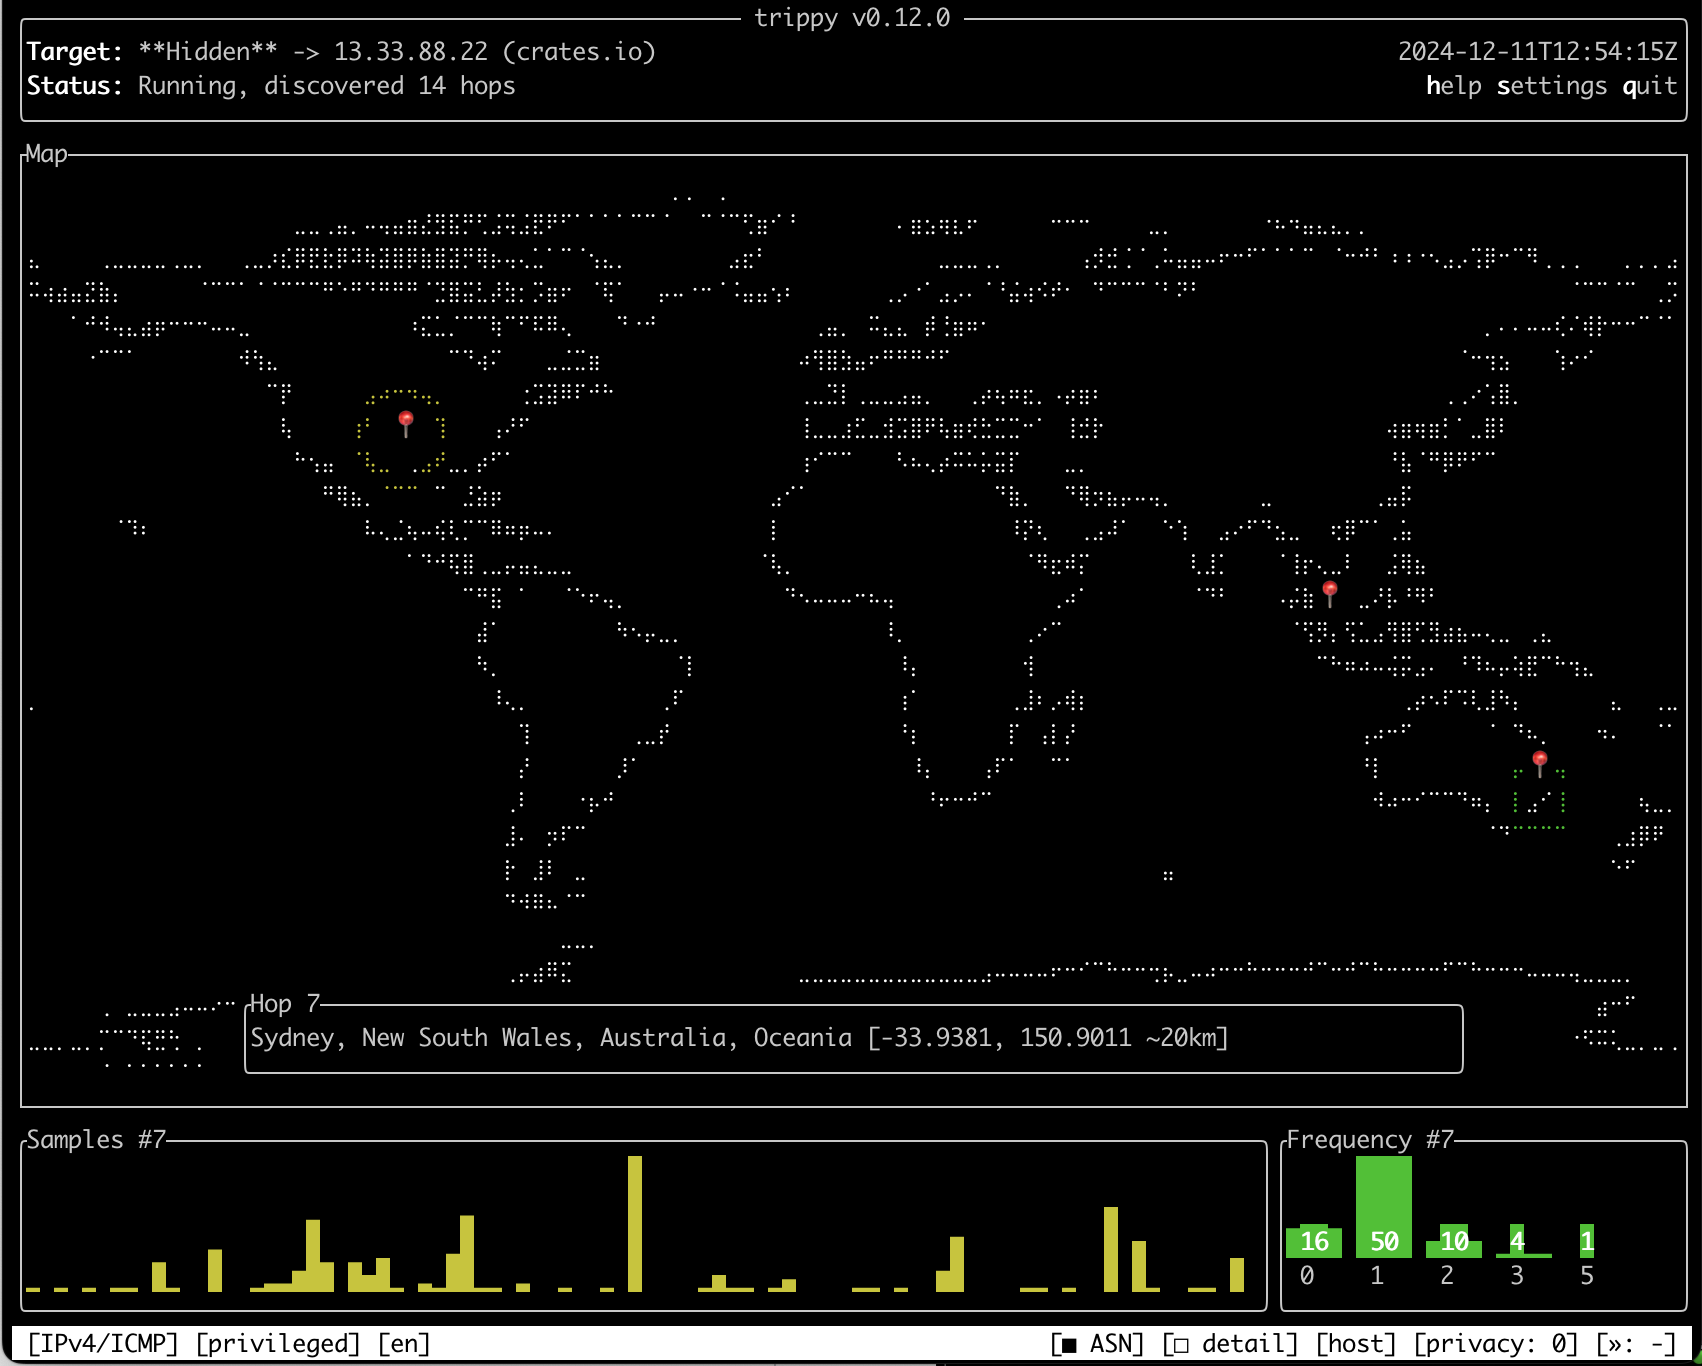 trippy v0.12.0
Target: **Hidden** -> 13.33.88.22 (crates.io) 2024-12-11T12:54:15Z
Status: Running, discovered 14 hops help settings quit
Map
Hop 7
Sydney, New South Wales, Australia, Oceania [-33.9381, 150.9011 ~20km]
Samples #7 Frequency #7
16 50 10 4 1
0 1 2 3 5
[IPv4/ICMP] [privileged] [en] [■ ASN] [□ detail] [host] [privacy: 0] [»: -]